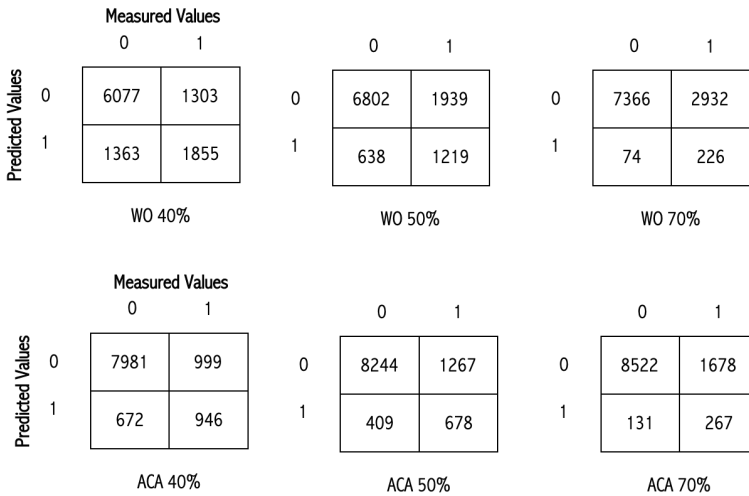 Measured Values
0 1 0 1 0 1
Predicted Values
0 6077 1303 0 6802 1939 0 7366 2932
1 1363 1855 1 638 1219 1 74 226
WO 40% WO 50% WO 70%
Measured Values
0 1 0 1 0 1
Predicted Values
0 7981 999 0 8244 1267 0 8522 1678
1 672 946 1 409 678 1 131 267
ACA 40% ACA 50% ACA 70%